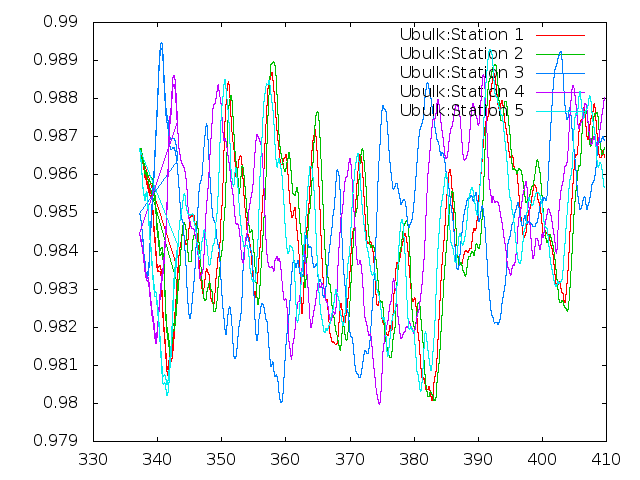 0.99
0.989
0.988
0.987
0.986
0.985
0.984
0.983
0.982
0.981
0.98
0.979
330 340 350 360 370 380 390 400 410
Ubulk:Station 1
Ubulk:Station 2
Ubulk:Station 3
Ubulk:Station 4
Ubulk:Station 5